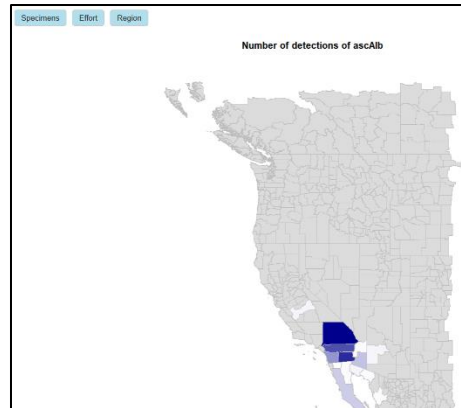 Specimens Effort Region
Number of detections of ascAlb